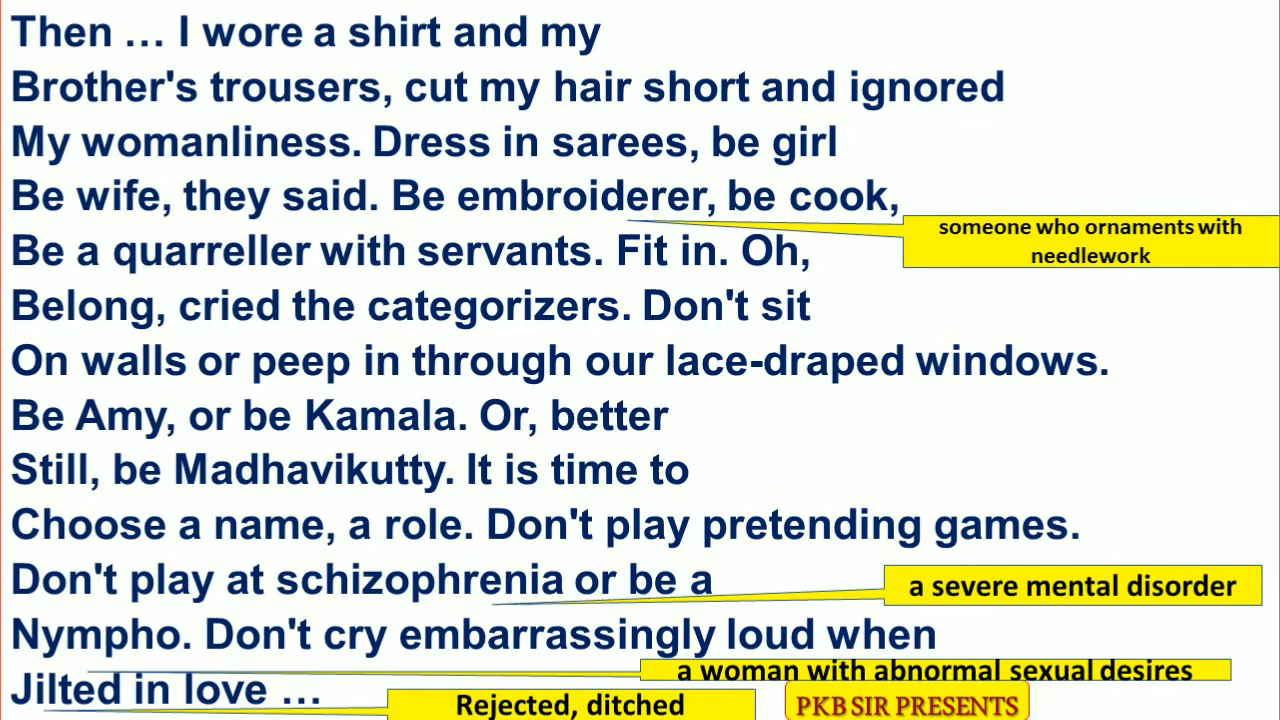 Then … I wore a shirt and my
Brother's trousers, cut my hair short and ignored
My womanliness. Dress in sarees, be girl
Be wife, they said. Be embroiderer, be cook,
someone who ornaments with
needlework
Be a quarreller with servants. Fit in. Oh,
Belong, cried the categorizers. Don't sit
On walls or peep in through our lace-draped windows.
Be Amy, or be Kamala. Or, better
Still, be Madhavikutty. It is time to
Choose a name, a role. Don't play pretending games.
Don't play at schizophrenia or be a
a severe mental disorder
Nympho. Don't cry embarrassingly loud when
a woman with abnormal sexual desires
Jilted in love …
Rejected, ditched
PKB SIR PRESENTS